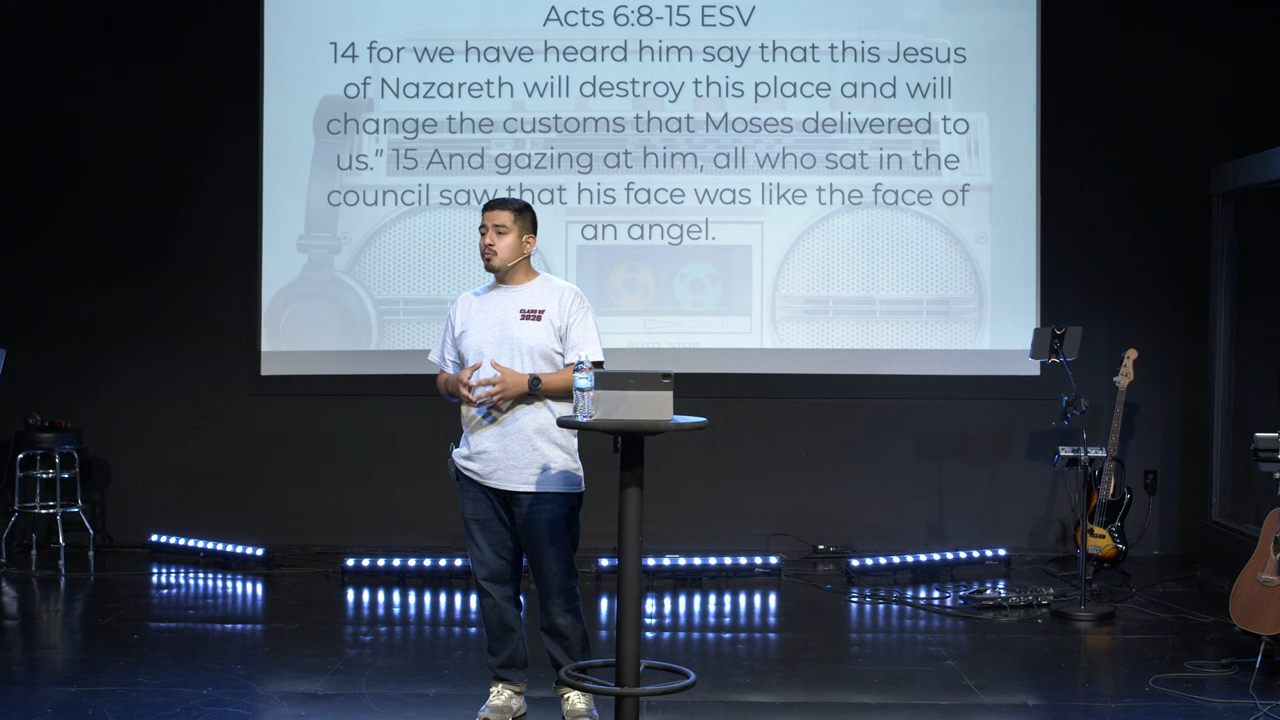 Acts 6:8-15 ESV
14 for we have heard him say that this Jesus
of Nazareth will destroy this place and will
change the customs that Moses delivered to
us.” 15 And gazing at him, all who sat in the
council saw that his face was like the face of
an angel.
AUTO STOP
CLASS OF
2026